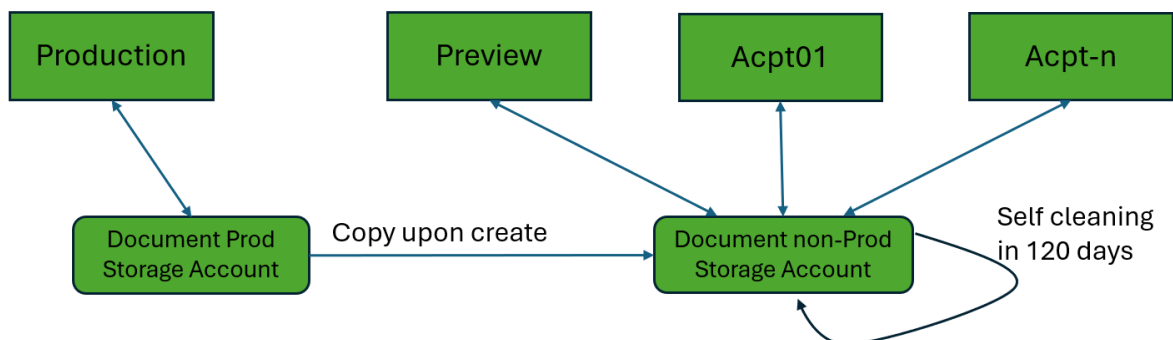 Production
Preview
Acpt01
Acpt-n
Document Prod
Storage Account
Copy upon create
Document non-Prod
Storage Account
Self cleaning
in 120 days